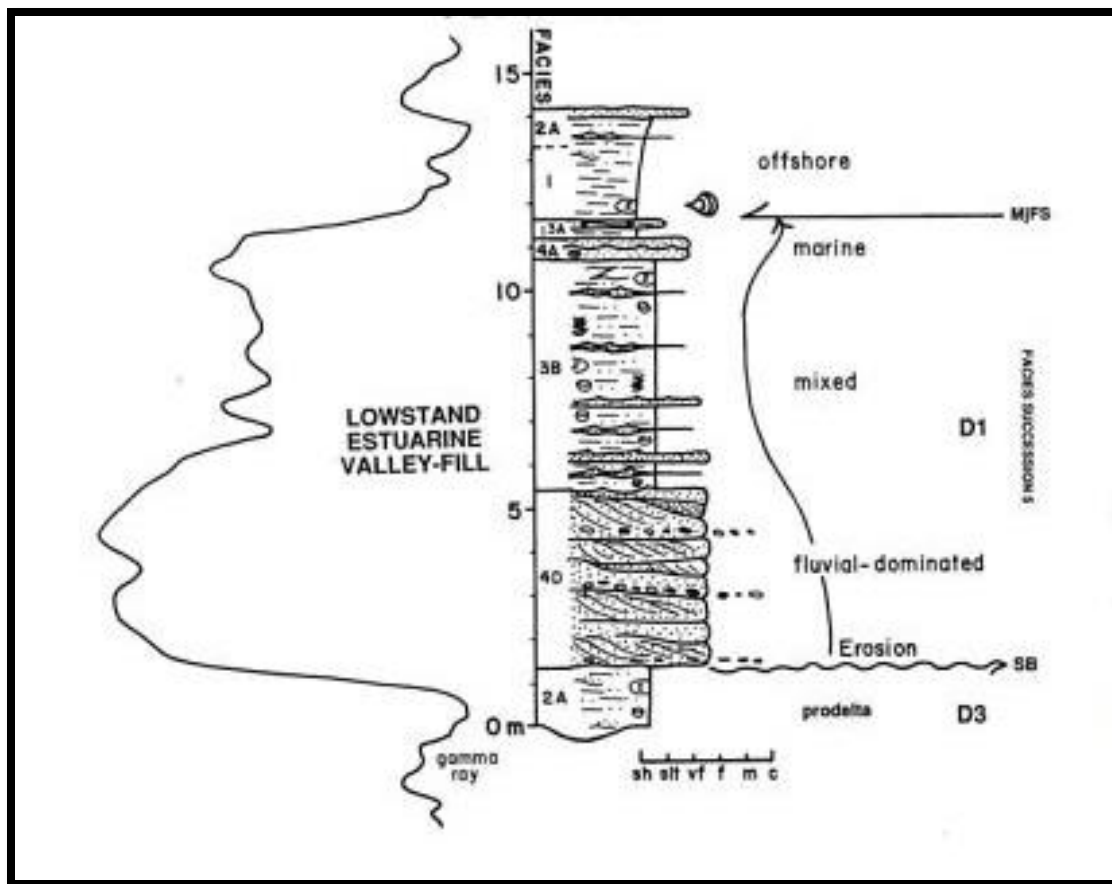 FACIES
15
2A
1
offshore
MjFS
3A
4A
marine
10
3B
mixed
FACIES SUCCESSIONS
LOWSTAND
ESTUARINE
VALLEY-FILL
D1
5
4D
fluvial-dominated
Erosion
SB
2A
prodelta
D3
0 m
gamma
ray
sh slt vf f m c